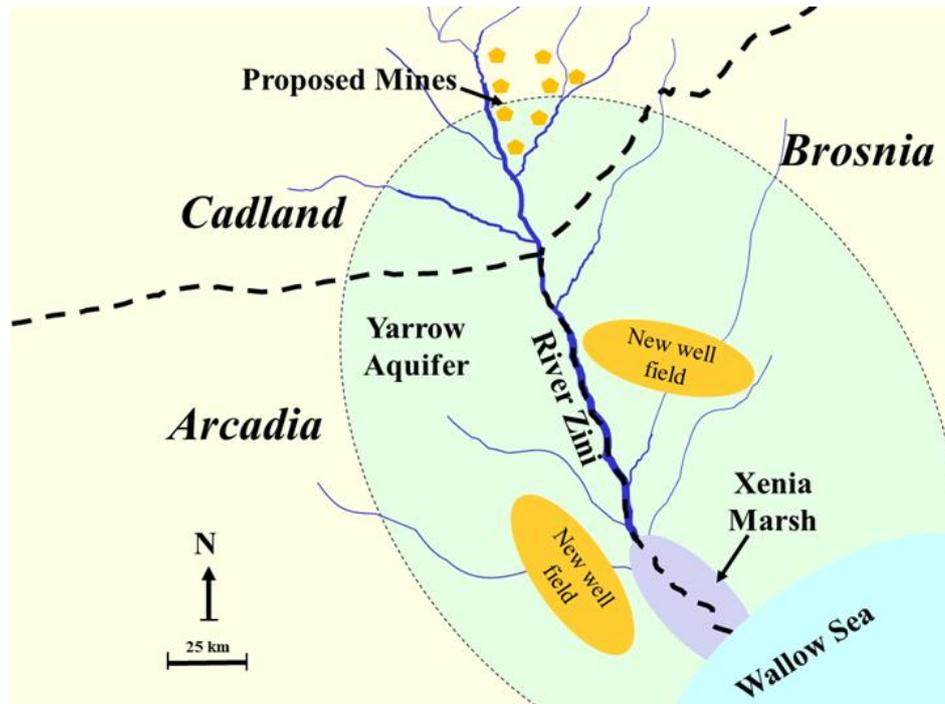 Proposed Mines
Brosnia
Cadland
Yarrow
Aquifer
New well
field
River Zini
Arcadia
Xenia
Marsh
New well
field
N
25 km
Wallow Sea